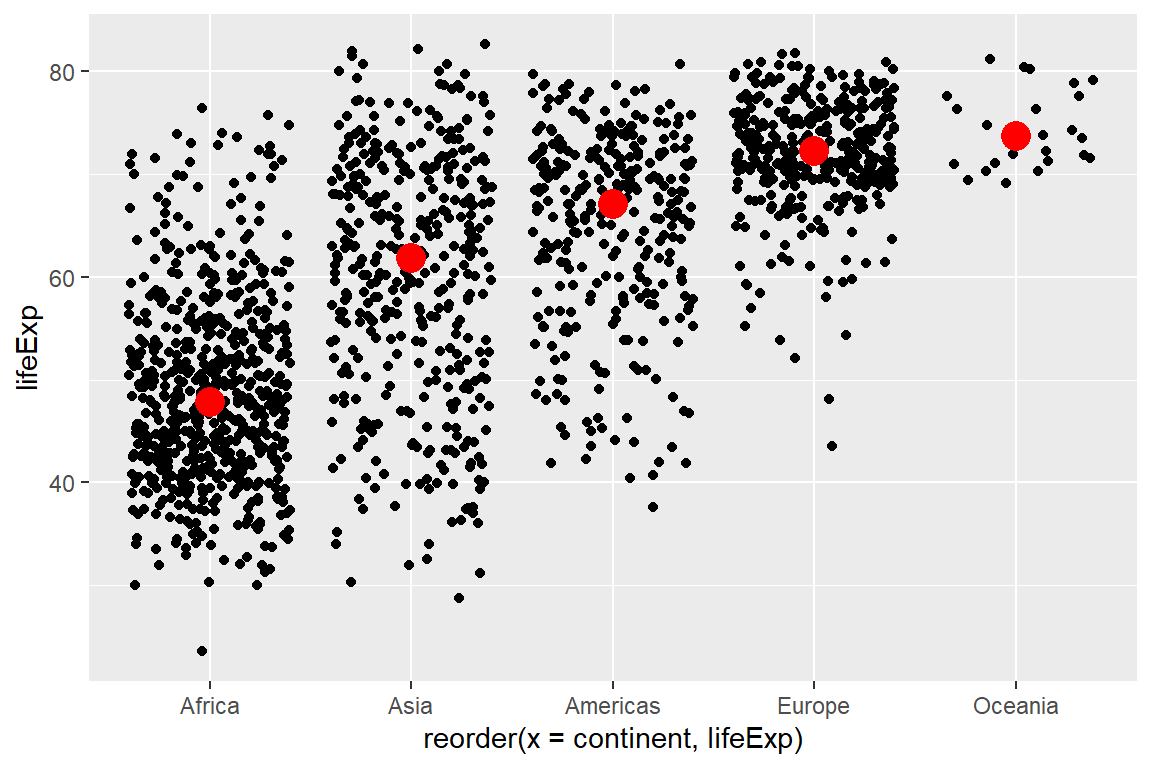 80
60
40
lifeExp
Africa Asia Americas Europe Oceania
reorder(x = continent, lifeExp)